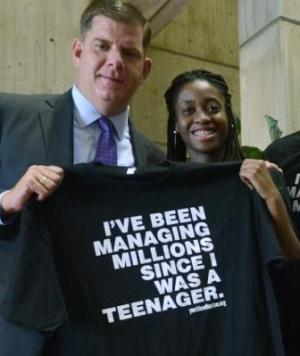 I'VE BEEN
MANAGING
MILLIONS
SINCE I
WAS A
TEENAGER.